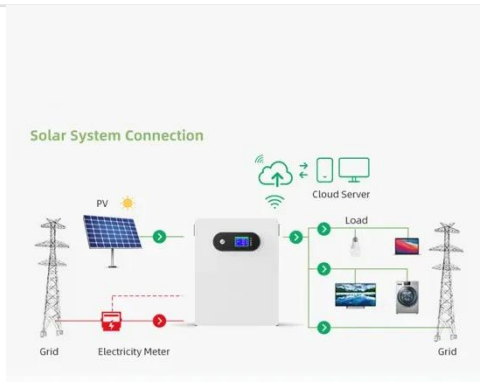 Solar System Connection
Cloud Server
PV
Load
Grid
Electricity Meter
Grid